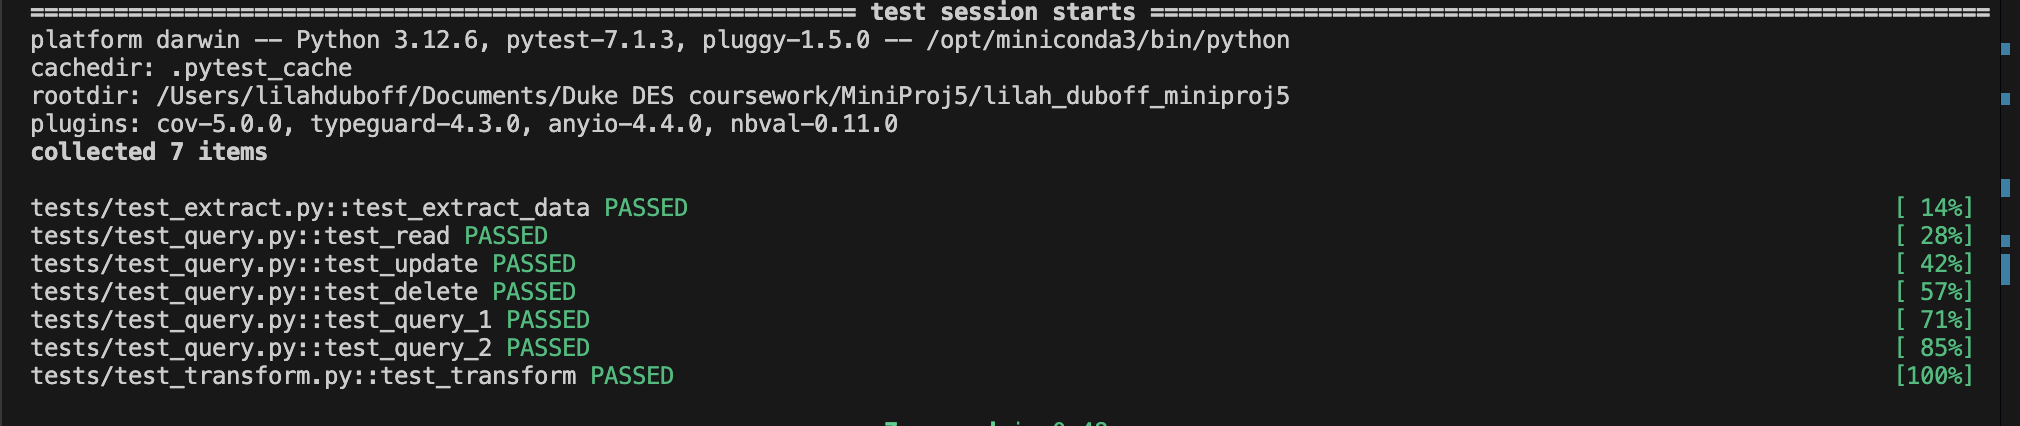 =========================================================== test session starts ============================================================
platform darwin -- Python 3.12.6, pytest-7.1.3, pluggy-1.5.0 -- /opt/miniconda3/bin/python
cachedir: .pytest_cache
rootdir: /Users/lilahduboff/Documents/Duke DES coursework/MiniProj5/lilah_duboff_miniproj5
plugins: cov-5.0.0, typeguard-4.3.0, anyio-4.4.0, nbval-0.11.0
collected 7 items
tests/test_extract.py::test_extract_data PASSED [ 14%]
tests/test_query.py::test_read PASSED [ 28%]
tests/test_query.py::test_update PASSED [ 42%]
tests/test_query.py::test_delete PASSED [ 57%]
tests/test_query.py::test_query_1 PASSED [ 71%]
tests/test_query.py::test_query_2 PASSED [ 85%]
tests/test_transform.py::test_transform PASSED [100%]